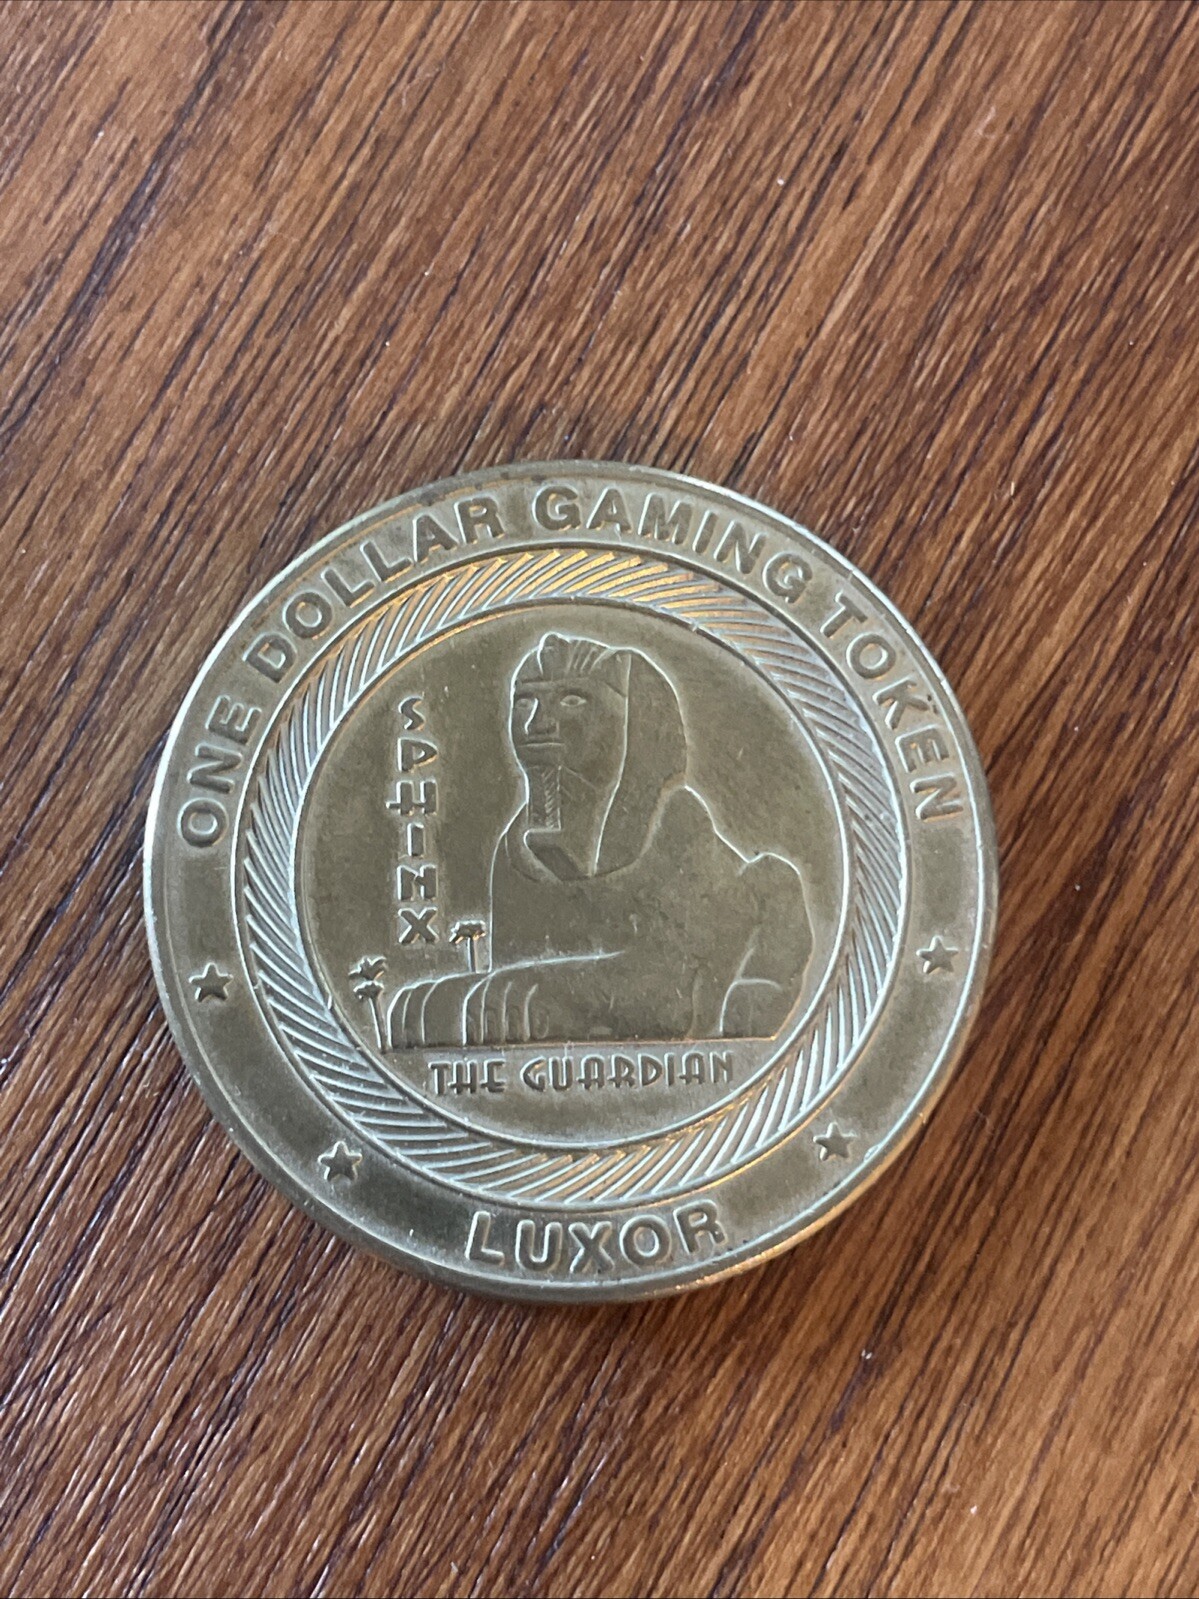 ONE DOLLAR GAMING TOKEN
SPHINX
THE GUARDIAN
LUXOR